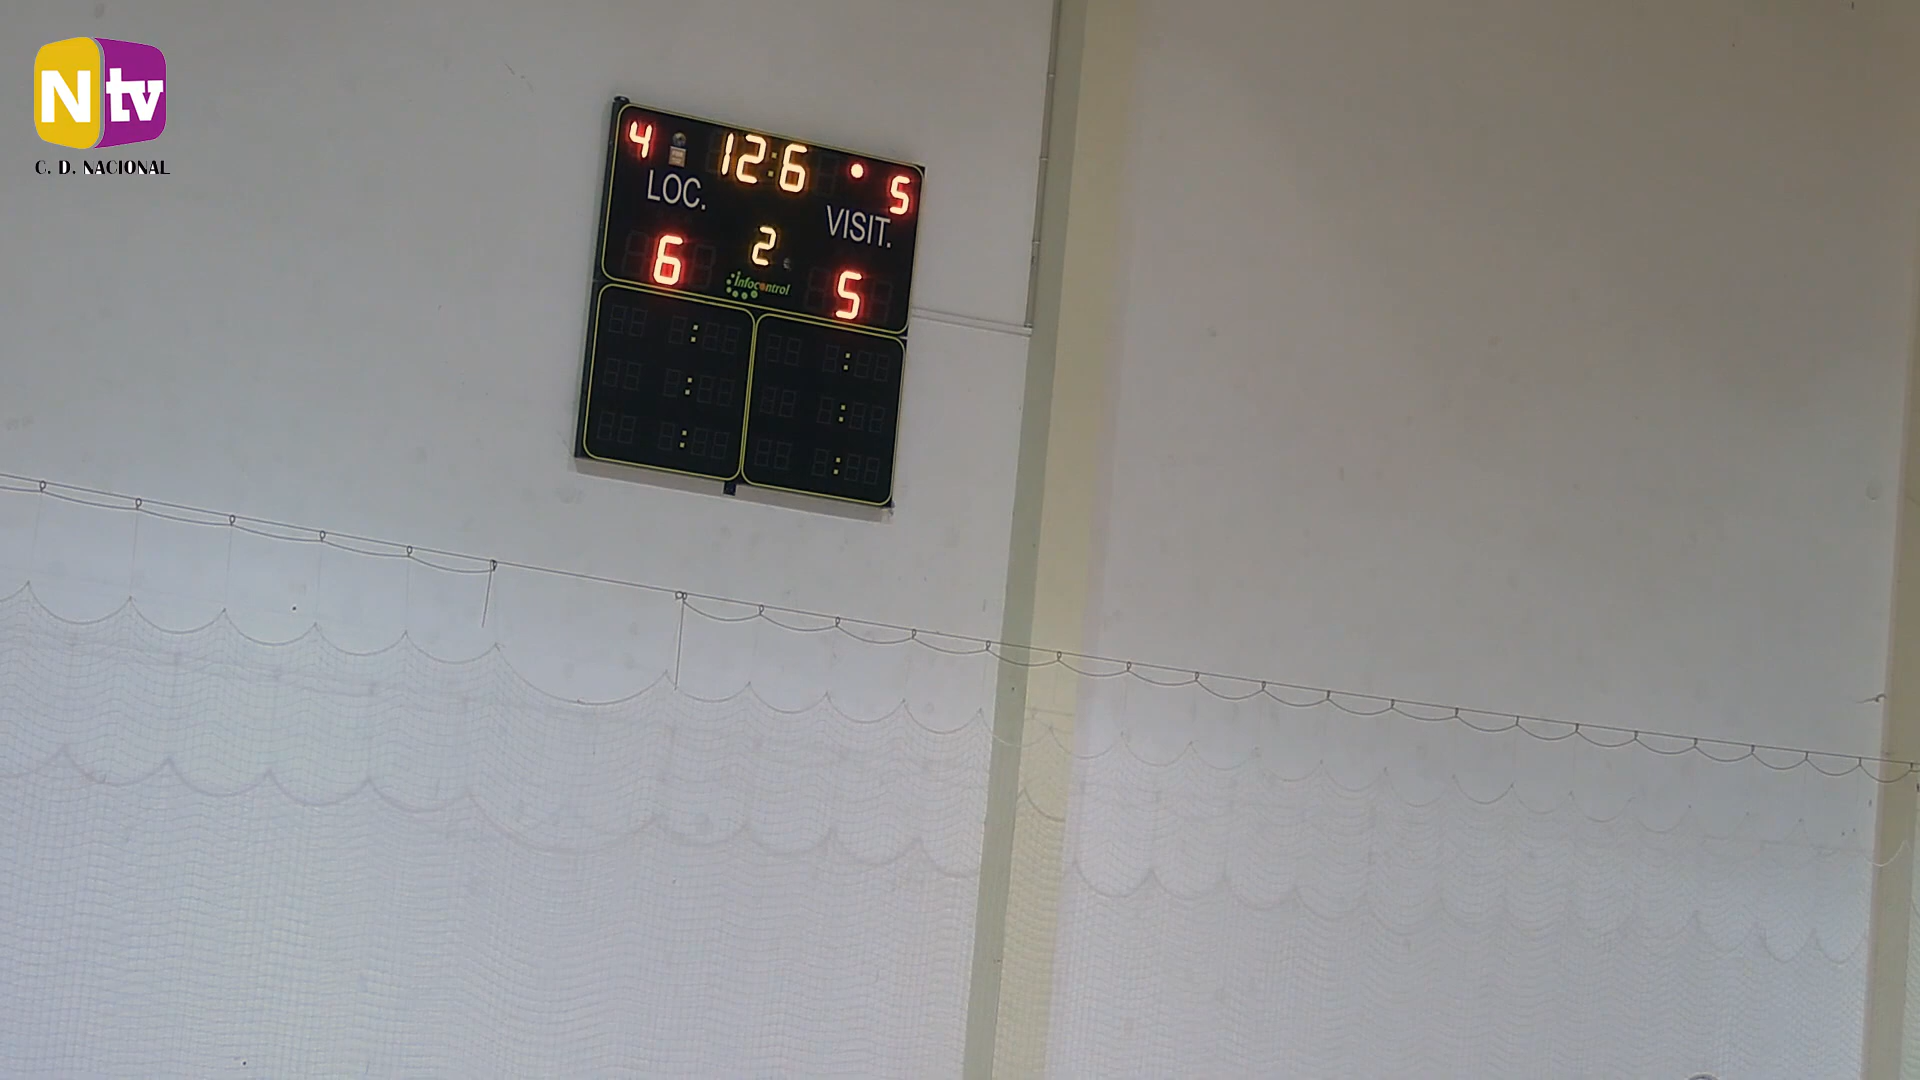 N tv
C. D. NACIONAL
4 12:6 5
LOC. VISIT.
6 2 5
infocontrol